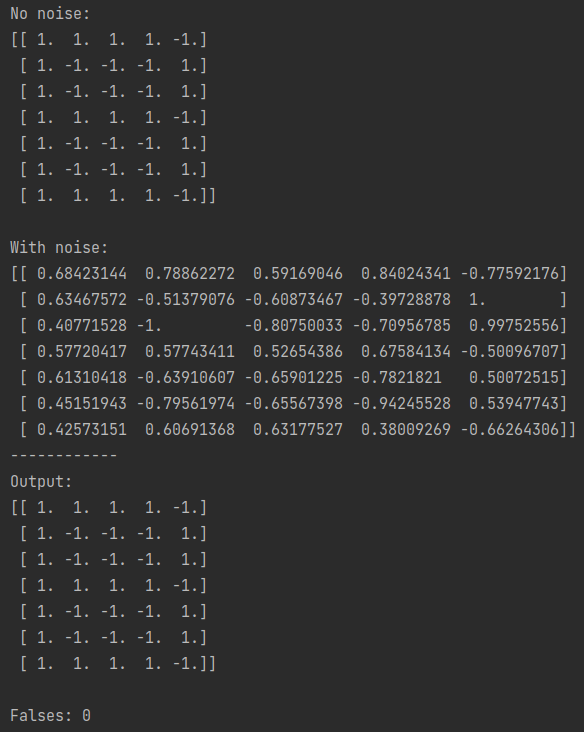 No noise:
[[ 1.  1.  1.  1. -1.]
 [ 1. -1. -1. -1.  1.]
 [ 1. -1. -1. -1.  1.]
 [ 1.  1.  1.  1. -1.]
 [ 1. -1. -1. -1.  1.]
 [ 1. -1. -1. -1.  1.]
 [ 1.  1.  1.  1. -1.]]

With noise:
[[ 0.68423144  0.78862272  0.59169046  0.84024341 -0.77592176]
 [ 0.63467572 -0.51379076 -0.60873467 -0.39728878  1.        ]
 [ 0.40771528 -1.         -0.80750033 -0.70956785  0.99752556]
 [ 0.57720417  0.57743411  0.52654386  0.67584134 -0.50096707]
 [ 0.61310418 -0.63910607 -0.65901225 -0.7821821   0.50072515]
 [ 0.45151943 -0.79561974 -0.65567398 -0.94245528  0.53947743]
 [ 0.42573151  0.60691368  0.63177527  0.38009269 -0.66264306]]
------------
Output:
[[ 1.  1.  1.  1. -1.]
 [ 1. -1. -1. -1.  1.]
 [ 1. -1. -1. -1.  1.]
 [ 1.  1.  1.  1. -1.]
 [ 1. -1. -1. -1.  1.]
 [ 1. -1. -1. -1.  1.]
 [ 1.  1.  1.  1. -1.]]

Falses: 0